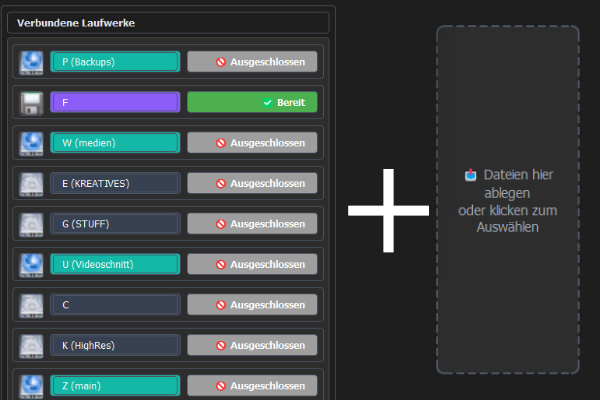 Verbundene Laufwerke
P (Backups) Ausgeschlossen
F Bereit
W (medien) Ausgeschlossen
E (KREATIVES) Ausgeschlossen
G (STUFF) Ausgeschlossen
U (Videoschnitt) Ausgeschlossen
C Ausgeschlossen
K (HighRes) Ausgeschlossen
Z (main) Ausgeschlossen
Dateien hier
ablegen
oder klicken zum
Auswählen